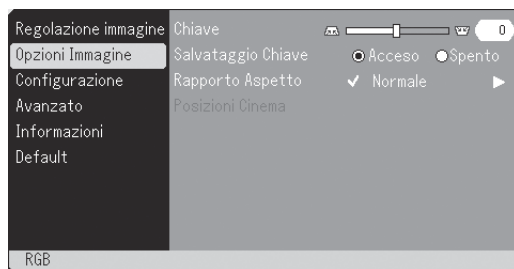 Regolazione immagine Chiave 0
Opzioni Immagine Salvataggio Chiave Acceso Spento
Configurazione Rapporto Aspetto Normale
Avanzato Posizioni Cinema
Informazioni
Default
RGB